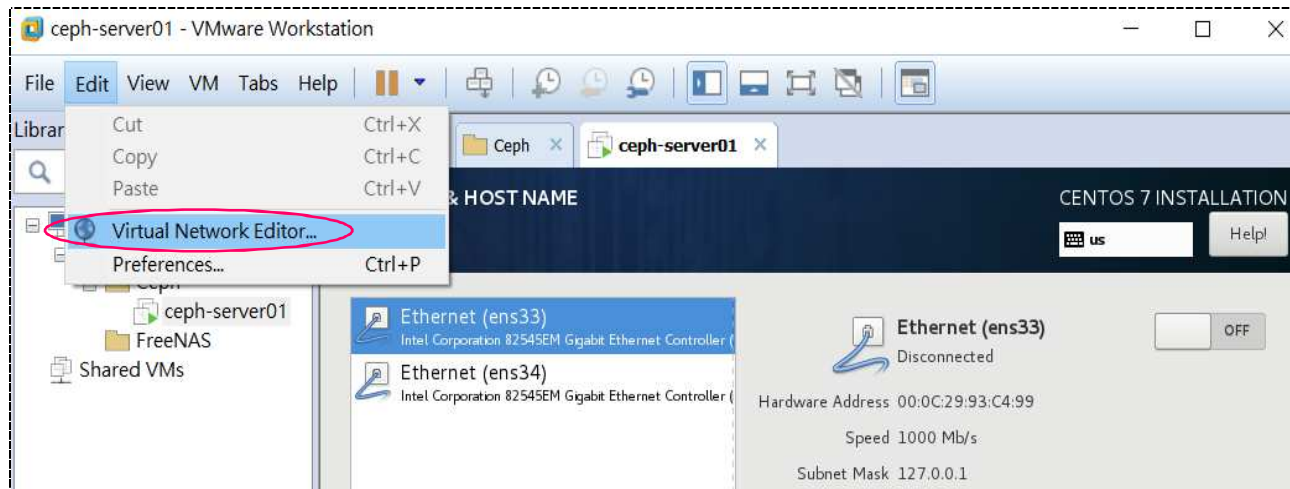 ceph-server01 - VMware Workstation
File Edit View VM Tabs Help
Librar
Cut Ctrl+X
Copy Ctrl+C
Paste Ctrl+V
Virtual Network Editor...
Preferences... Ctrl+P
Ceph
ceph-server01
FreeNAS
Shared VMs
Ceph
ceph-server01
& HOST NAME
CENTOS 7 INSTALLATION
us
Help!
Ethernet (ens33)
Intel Corporation 82545EM Gigabit Ethernet Controller (
Ethernet (ens34)
Intel Corporation 82545EM Gigabit Ethernet Controller (
Ethernet (ens33)
Disconnected
OFF
Hardware Address 00:0C:29:93:C4:99
Speed 1000 Mb/s
Subnet Mask 127.0.0.1